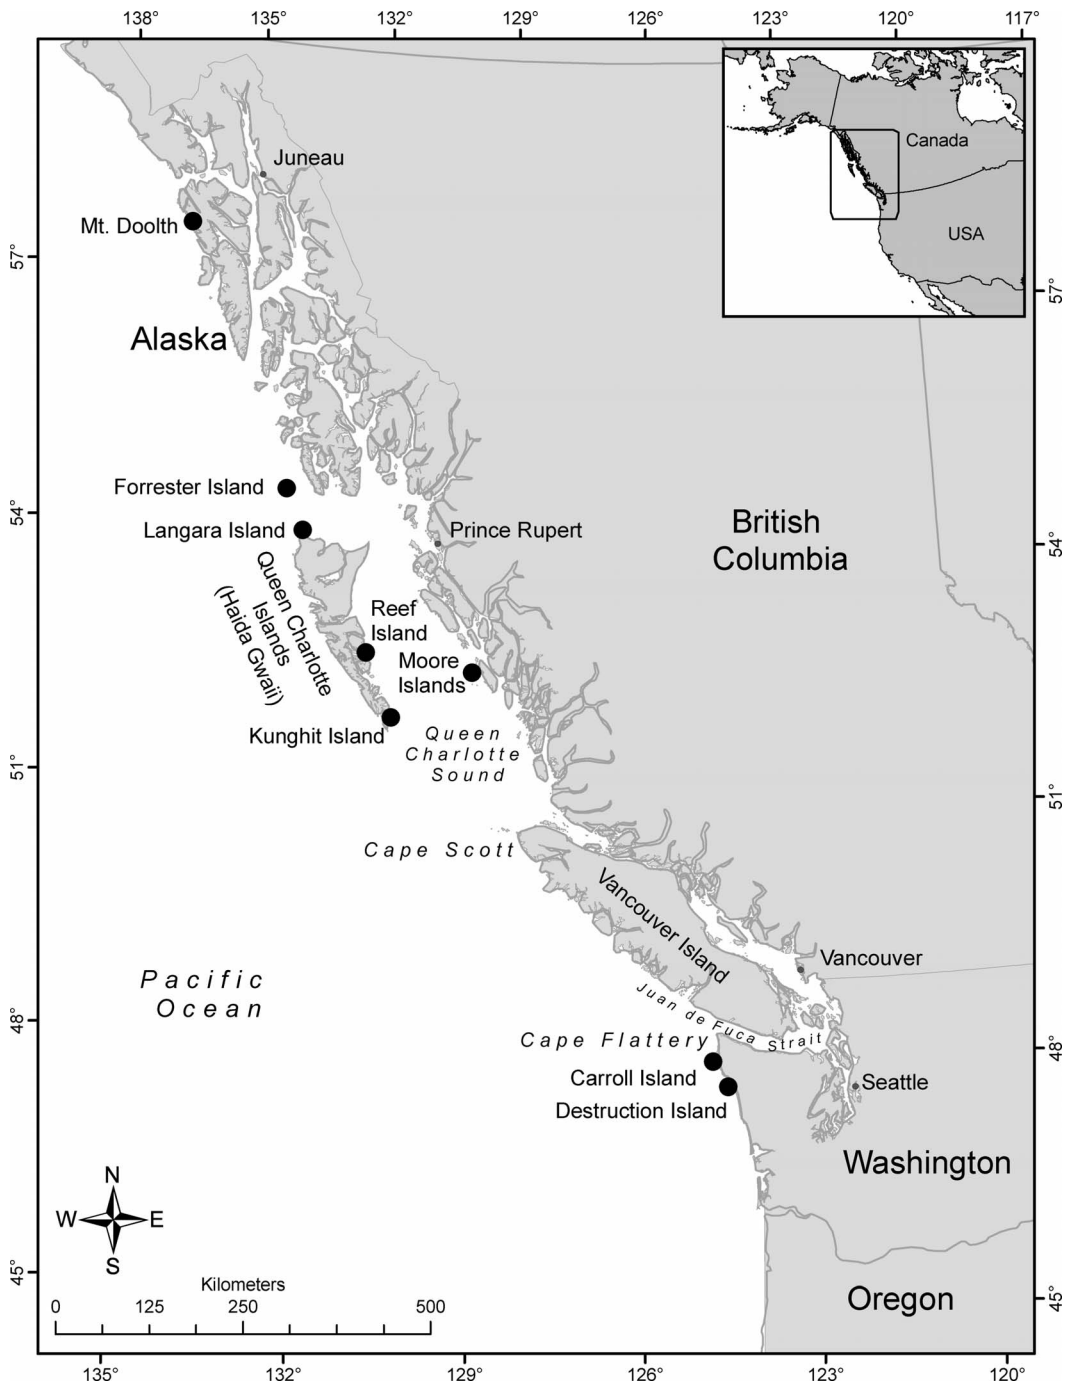 138° 135° 132° 129° 126° 123° 120° 117°
Canada
USA
Juneau
Mt. Doolth
57°
57°
Alaska
Forrester Island
54°
Langara Island
Prince Rupert
British
Columbia
54°
Queen Charlotte
Islands
(Haida Gwaii)
Reef
Island
Moore
Islands
Kunghit Island
Queen
Charlotte
Sound
51°
51°
Cape Scott
Vancouver Island
Vancouver
Pacific
Ocean
Juan de Fuca Strait
48°
Cape Flattery
48°
Carroll Island
Seattle
Destruction Island
Washington
N
W E
S
45°
Kilometers
0 125 250 500
Oregon
45°
135° 132° 129° 126° 123° 120°